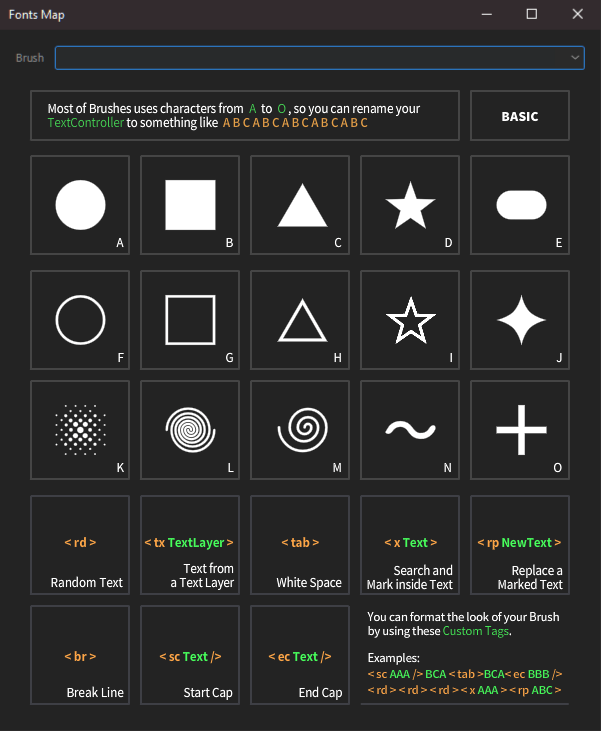 Fonts Map
Brush
Most of Brushes uses characters from A to O , so you can rename your
TextController to something like A B C A B C A B C A B C A B C
BASIC
A
B
C
D
E
F
G
H
I
J
K
L
M
N
O
< rd >
Random Text
< tx TextLayer >
Text from
a Text Layer
< tab >
White Space
< x Text >
Search and
Mark inside Text
< rp NewText >
Replace a
Marked Text
< br >
Break Line
< sc Text />
Start Cap
< ec Text />
End Cap
You can format the look of your Brush
by using these Custom Tags.
Examples:
< sc AAA /> BCA < tab >BCA< ec BBB />
< rd > < rd > < rd > < x AAA > < rp ABC >